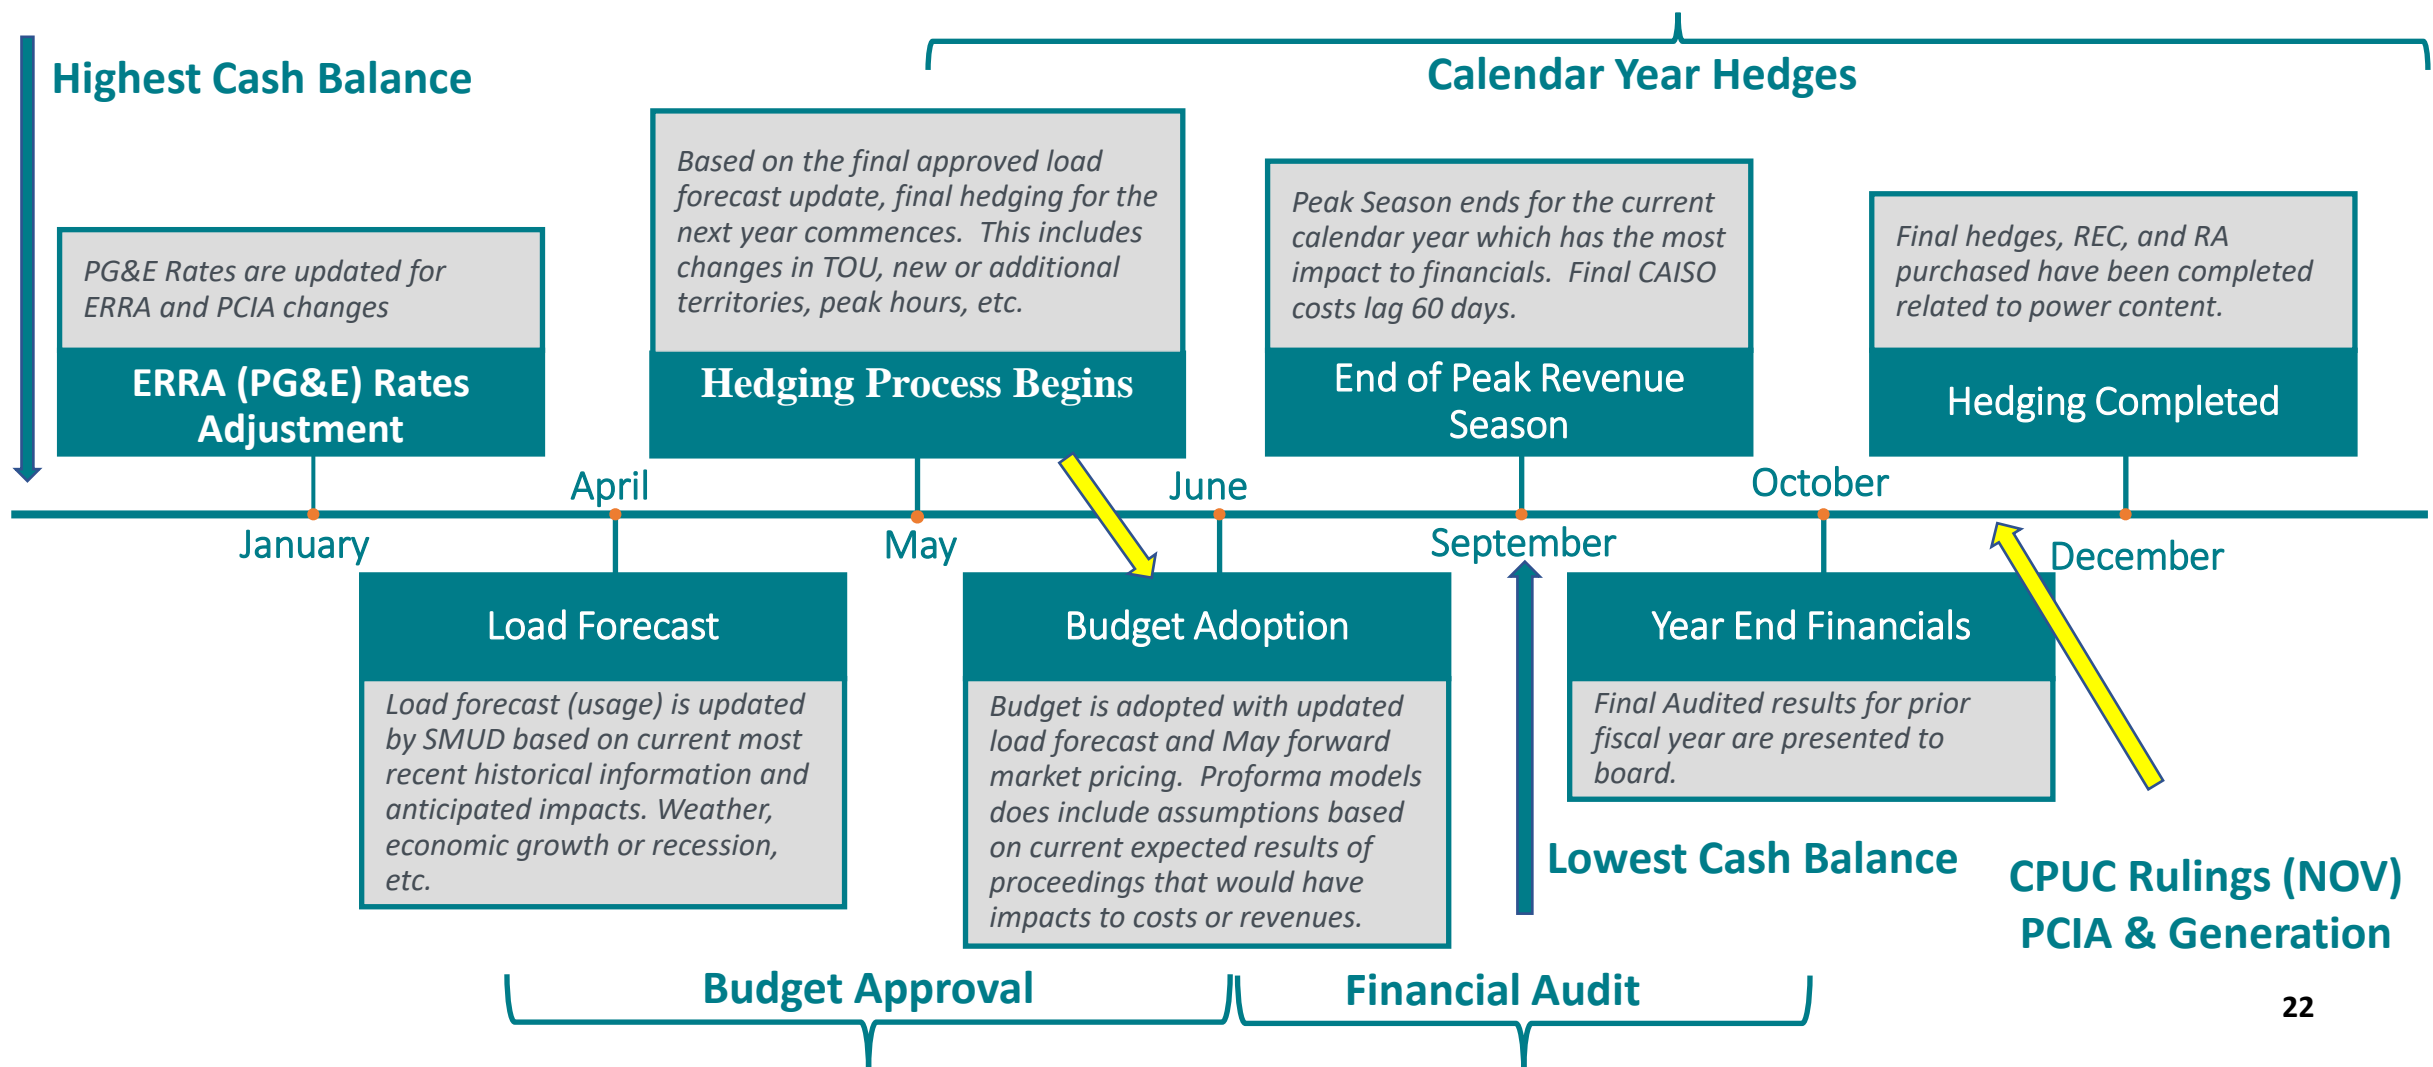 Highest Cash Balance
Calendar Year Hedges
PG&E Rates are updated for
ERRA and PCIA changes
ERRA (PG&E) Rates
Adjustment
Based on the final approved load
forecast update, final hedging for the
next year commences.  This includes
changes in TOU, new or additional
territories, peak hours, etc.
Hedging Process Begins
Peak Season ends for the current
calendar year which has the most
impact to financials.  Final CAISO
costs lag 60 days.
End of Peak Revenue
Season
Final hedges, REC, and RA
purchased have been completed
related to power content.
Hedging Completed
January
April
May
June
September
October
December
Load Forecast
Load forecast (usage) is updated
by SMUD based on current most
recent historical information and
anticipated impacts. Weather,
economic growth or recession,
etc.
Budget Adoption
Budget is adopted with updated
load forecast and May forward
market pricing.  Proforma models
does include assumptions based
on current expected results of
proceedings that would have
impacts to costs or revenues.
Year End Financials
Final Audited results for prior
fiscal year are presented to
board.
Lowest Cash Balance
CPUC Rulings (NOV)
PCIA & Generation
Budget Approval
Financial Audit
22